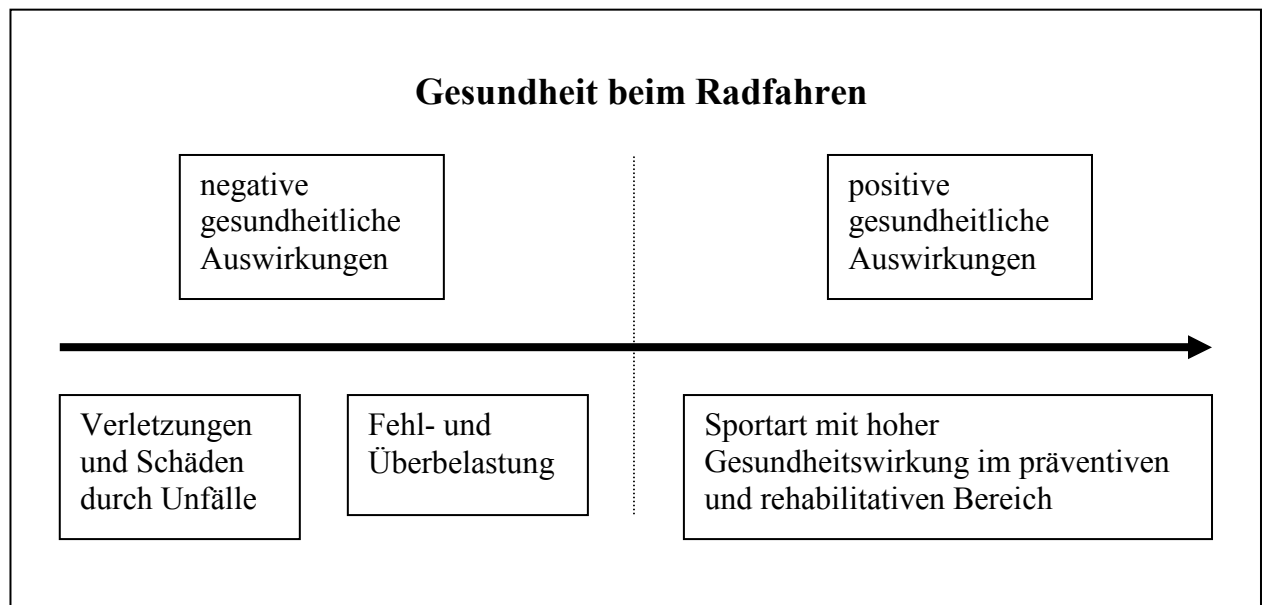 Gesundheit beim Radfahren
negative
gesundheitliche
Auswirkungen
positive
gesundheitliche
Auswirkungen
Verletzungen
und Schäden
durch Unfälle
Fehl- und
Überbelastung
Sportart mit hoher
Gesundheitswirkung im präventiven
und rehabilitativen Bereich